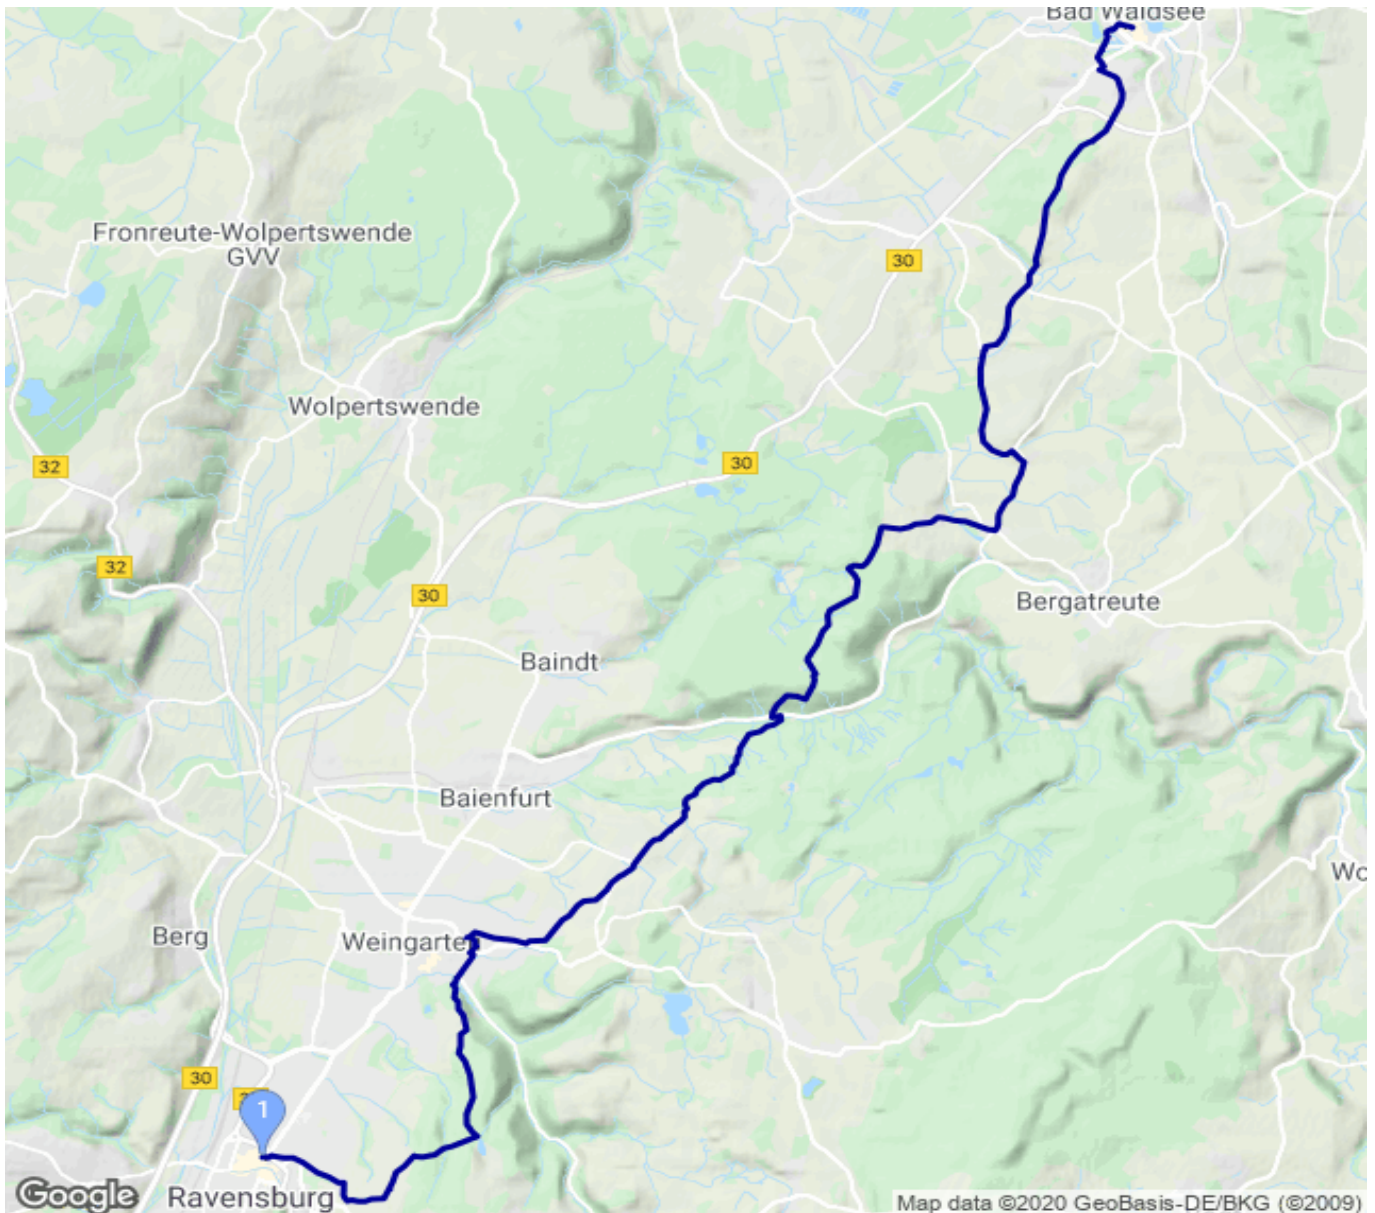 Bad Waldsee
Fronreute-Wolpertswende
GVV
30
Wolpertswende
32
30
32
30
Bergatreute
Baindt
Baienfurt
Wo
Berg
Weingarten
30
1
Ravensburg
Google
Map data ©2020 GeoBasis-DE/BKG (©2009)